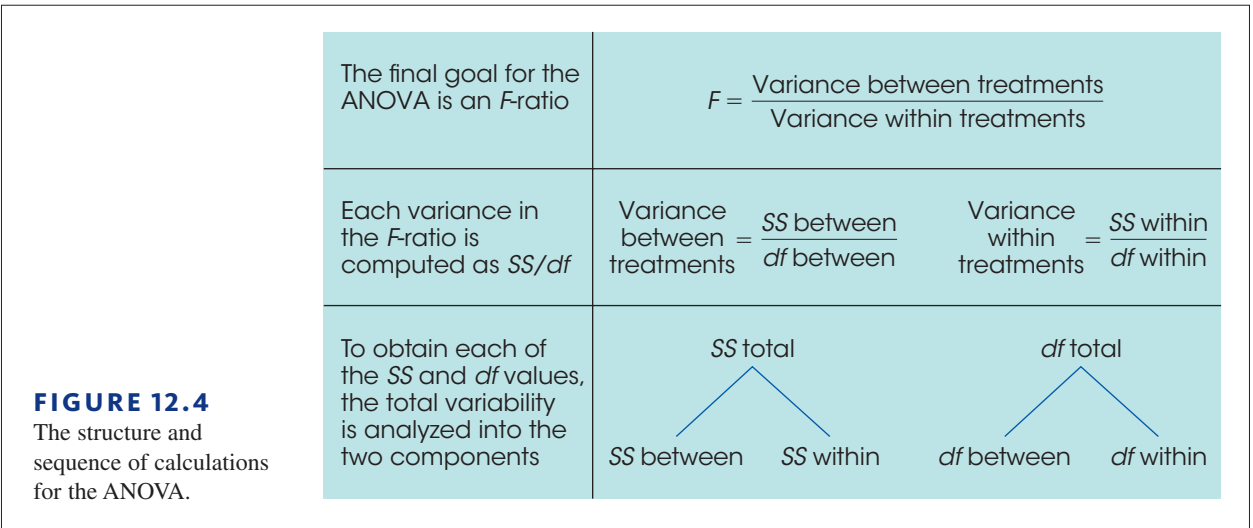 The final goal for the
ANOVA is an F-ratio
F = Variance between treatments
Variance within treatments
Each variance in
the F-ratio is
computed as SS/df
Variance
between
treatments
=
SS between
df between
Variance
within
treatments
=
SS within
df within
To obtain each of
the SS and df values,
the total variability
is analyzed into the
two components
SS total
SS between SS within
df total
df between df within
FIGURE 12.4
The structure and
sequence of calculations
for the ANOVA.